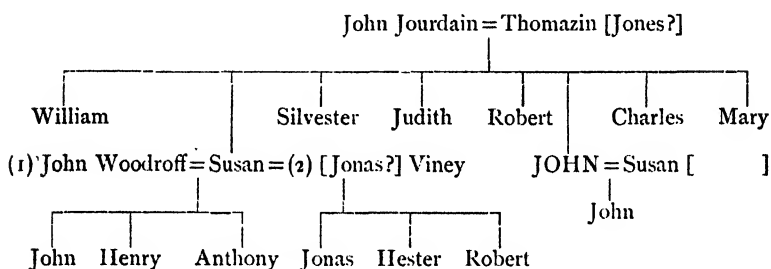 John Jourdain = Thomazin [Jones?]
William Silvester Judith Robert Charles Mary
(1) John Woodroff = Susan = (2) [Jonas?] Viney JOHN = Susan [ ]
John
John Henry Anthony Jonas Hester Robert